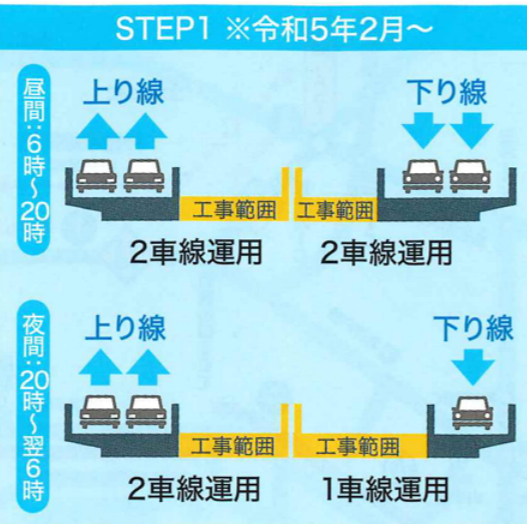 STEP1 ※令和5年2月～
昼間：6時～20時
上り線
下り線
工事範囲
工事範囲
2車線運用
2車線運用
夜間：20時～翌6時
上り線
下り線
工事範囲
工事範囲
2車線運用
1車線運用